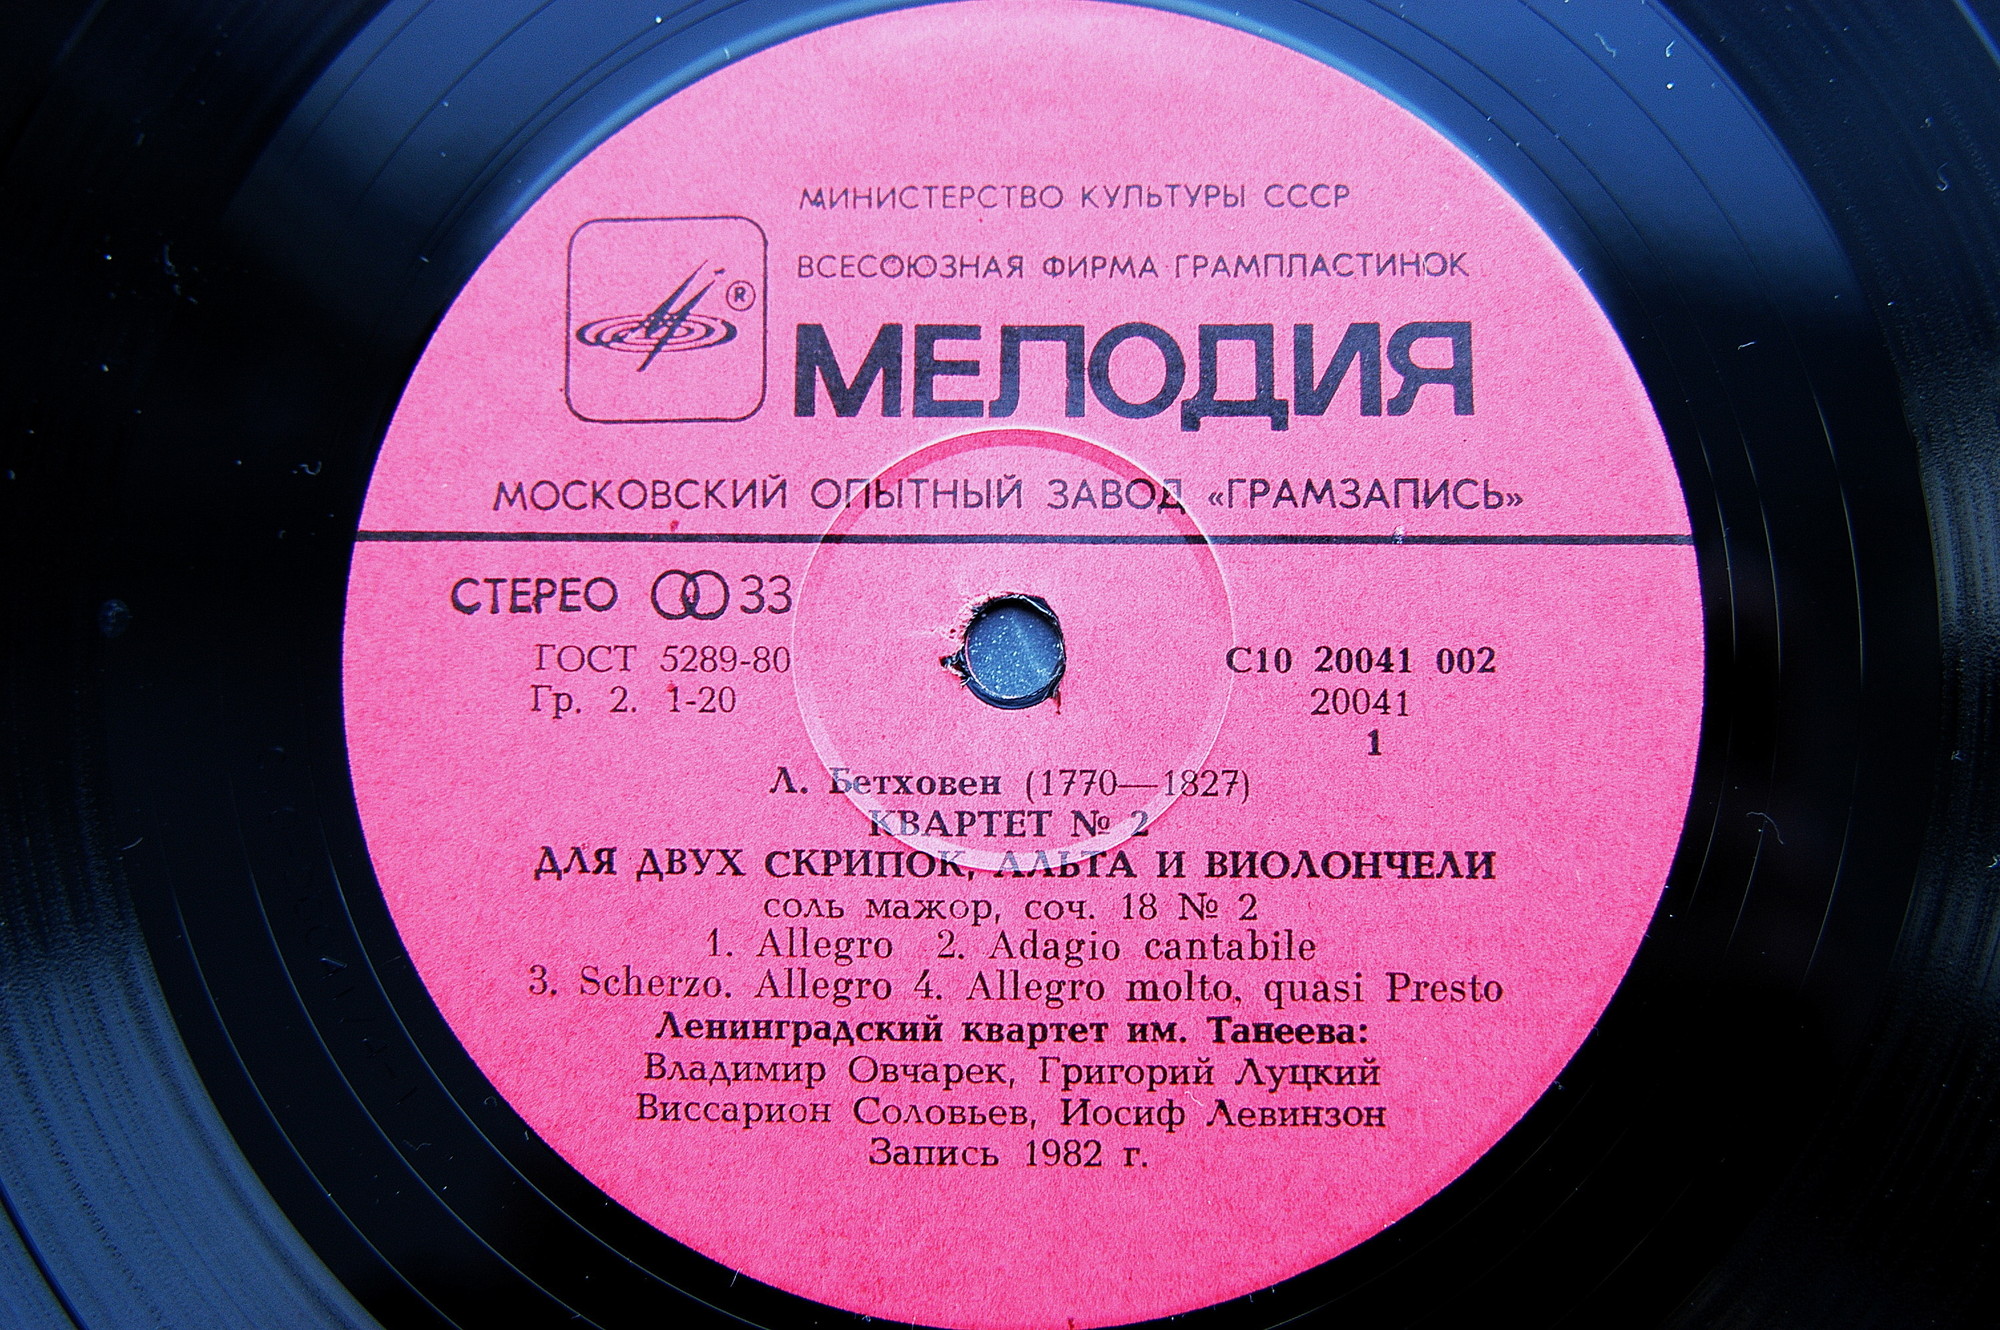 МИНИСТЕРСТВО КУЛЬТУРЫ СССР
ВСЕСОЮЗНАЯ ФИРМА ГРАМПЛАСТИНОК
®
МЕЛОДИЯ
МОСКОВСКИЙ ОПЫТНЫЙ ЗАВОД «ГРАМЗАПИСЬ»
СТЕРЕО 33
ГОСТ 5289-80
Гр. 2. 1-20
С10 20041 002
20041
1
Л. Бетховен (1770—1827)
КВАРТЕТ № 2
ДЛЯ ДВУХ СКРИПОК, АЛЬТА И ВИОЛОНЧЕЛИ
соль мажор, соч. 18 № 2
1. Allegro 2. Adagio cantabile
3. Scherzo. Allegro 4. Allegro molto, quasi Presto
Ленинградский квартет им. Танеева:
Владимир Овчарек, Григорий Луцкий
Виссарион Соловьев, Иосиф Левинзон
Запись 1982 г.